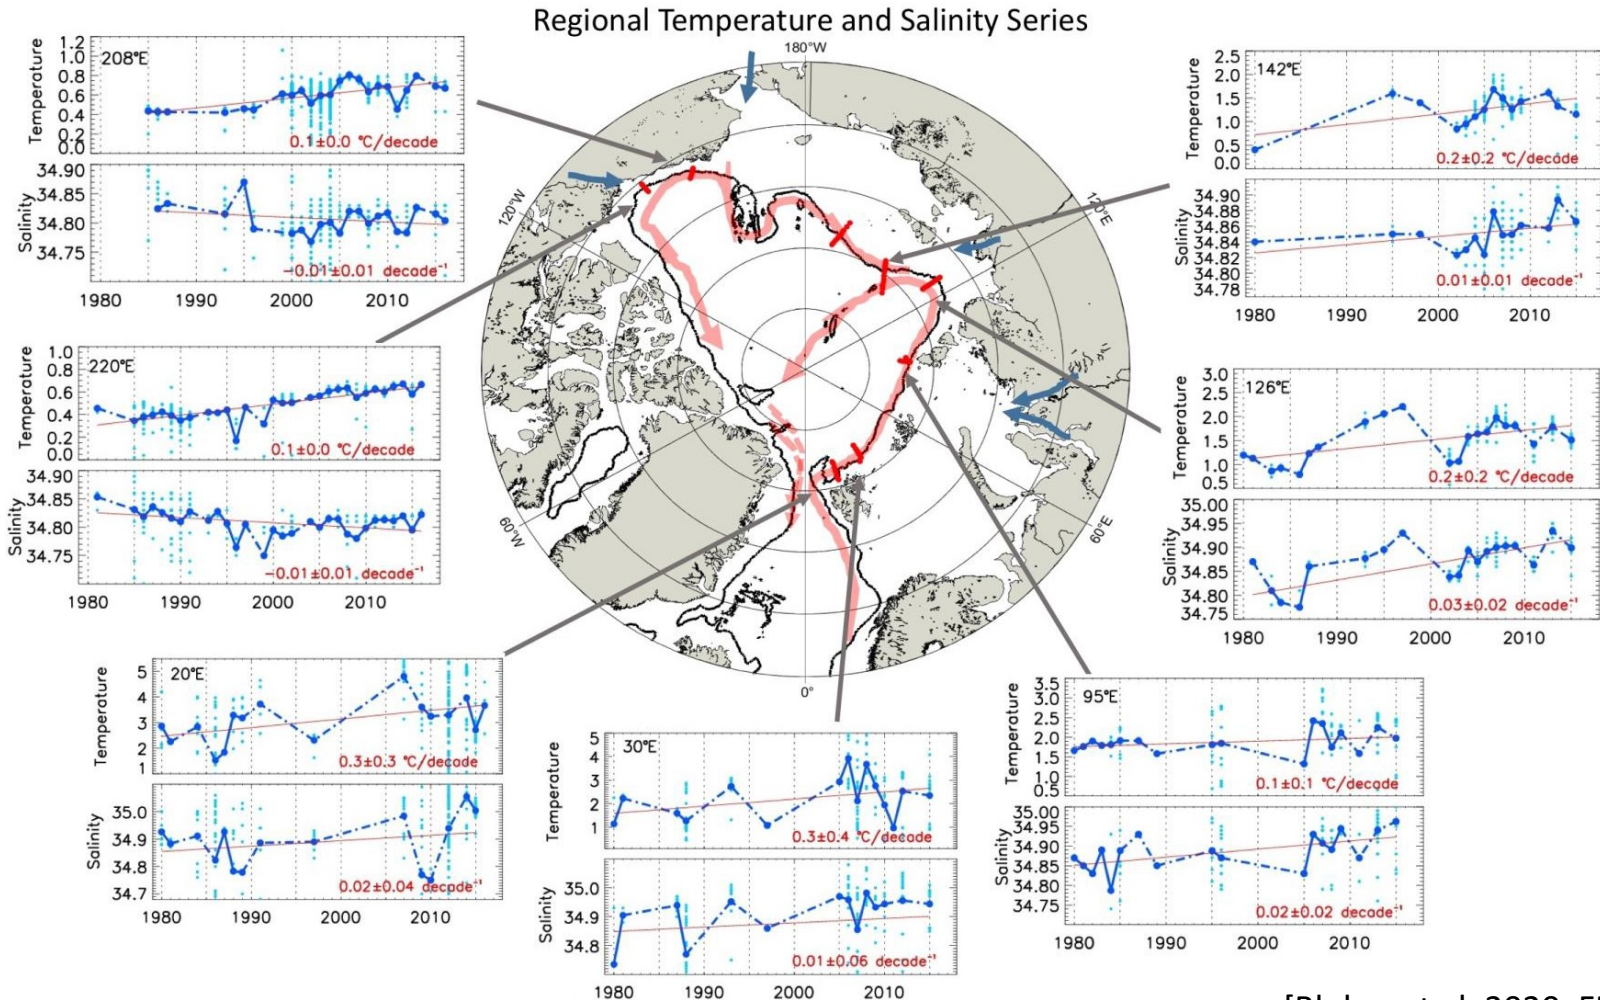 Regional Temperature and Salinity Series
208°E
Temperature
1.2
1.0
0.8
0.6
0.4
0.2
0.0
0.1±0.0 °C/decade
Salinity
34.90
34.85
34.80
34.75
−0.01±0.01 decade⁻¹
1980 1990 2000 2010
220°E
Temperature
1.0
0.8
0.6
0.4
0.2
0.0
0.1±0.0 °C/decade
Salinity
34.90
34.85
34.80
34.75
−0.01±0.01 decade⁻¹
1980 1990 2000 2010
20°E
Temperature
5
4
3
2
1
0.3±0.3 °C/decade
Salinity
35.0
34.9
34.8
34.7
0.02±0.04 decade⁻¹
1980 1990 2000 2010
180°W
120°W
120°E
60°W
60°E
0°
30°E
Temperature
5
4
3
2
1
0.3±0.4 °C/decade
Salinity
35.0
34.9
34.8
0.01±0.06 decade⁻¹
1980 1990 2000 2010
142°E
Temperature
2.5
2.0
1.5
1.0
0.5
0.0
0.2±0.2 °C/decade
Salinity
34.90
34.88
34.86
34.84
34.82
34.80
34.78
0.01±0.01 decade⁻¹
1980 1990 2000 2010
126°E
Temperature
3.0
2.5
2.0
1.5
1.0
0.5
0.2±0.2 °C/decade
Salinity
35.00
34.95
34.90
34.85
34.80
34.75
0.03±0.02 decade⁻¹
1980 1990 2000 2010
95°E
Temperature
3.5
3.0
2.5
2.0
1.5
1.0
0.5
0.1±0.1 °C/decade
Salinity
35.00
34.95
34.90
34.85
34.80
34.75
0.02±0.02 decade⁻¹
1980 1990 2000 2010